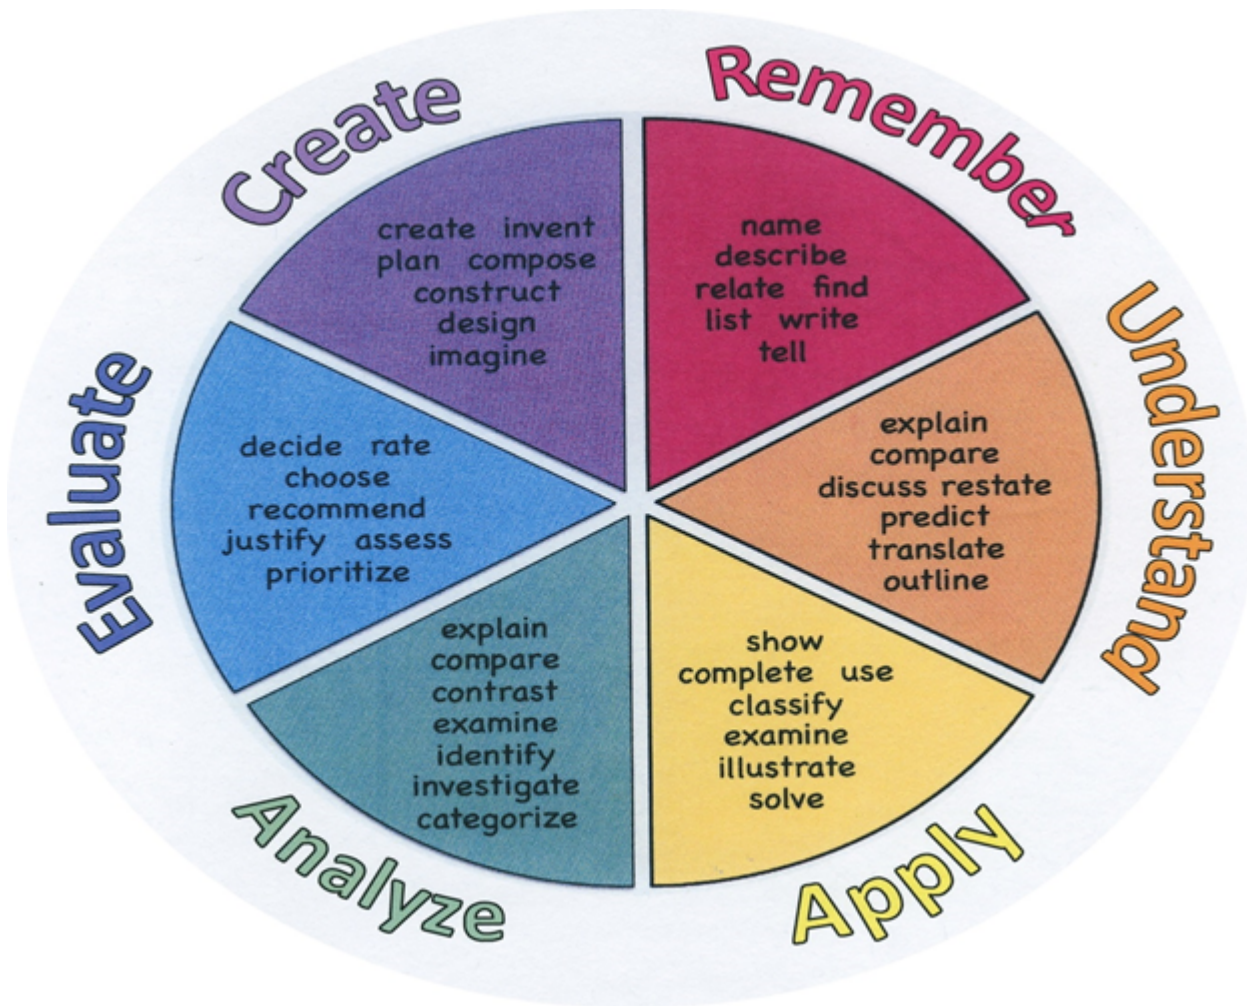 Remember
name
describe
relate find
list write
tell
Understand
explain
compare
discuss restate
predict
translate
outline
Apply
show
complete use
classify
examine
illustrate
solve
Analyze
explain
compare
contrast
examine
identify
investigate
categorize
Evaluate
decide rate
choose
recommend
justify assess
prioritize
Create
create invent
plan compose
construct
design
imagine